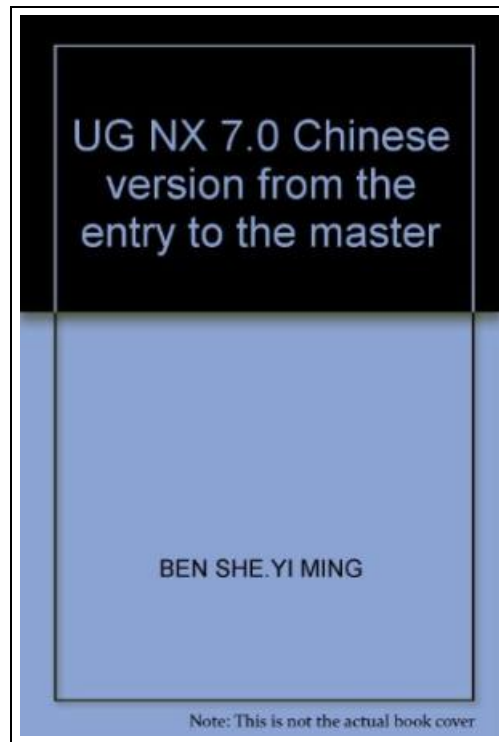 UG NX 7.0 Chinese
version from the
entry to the master
BEN SHE.YI MING
Note: This is not the actual book cover